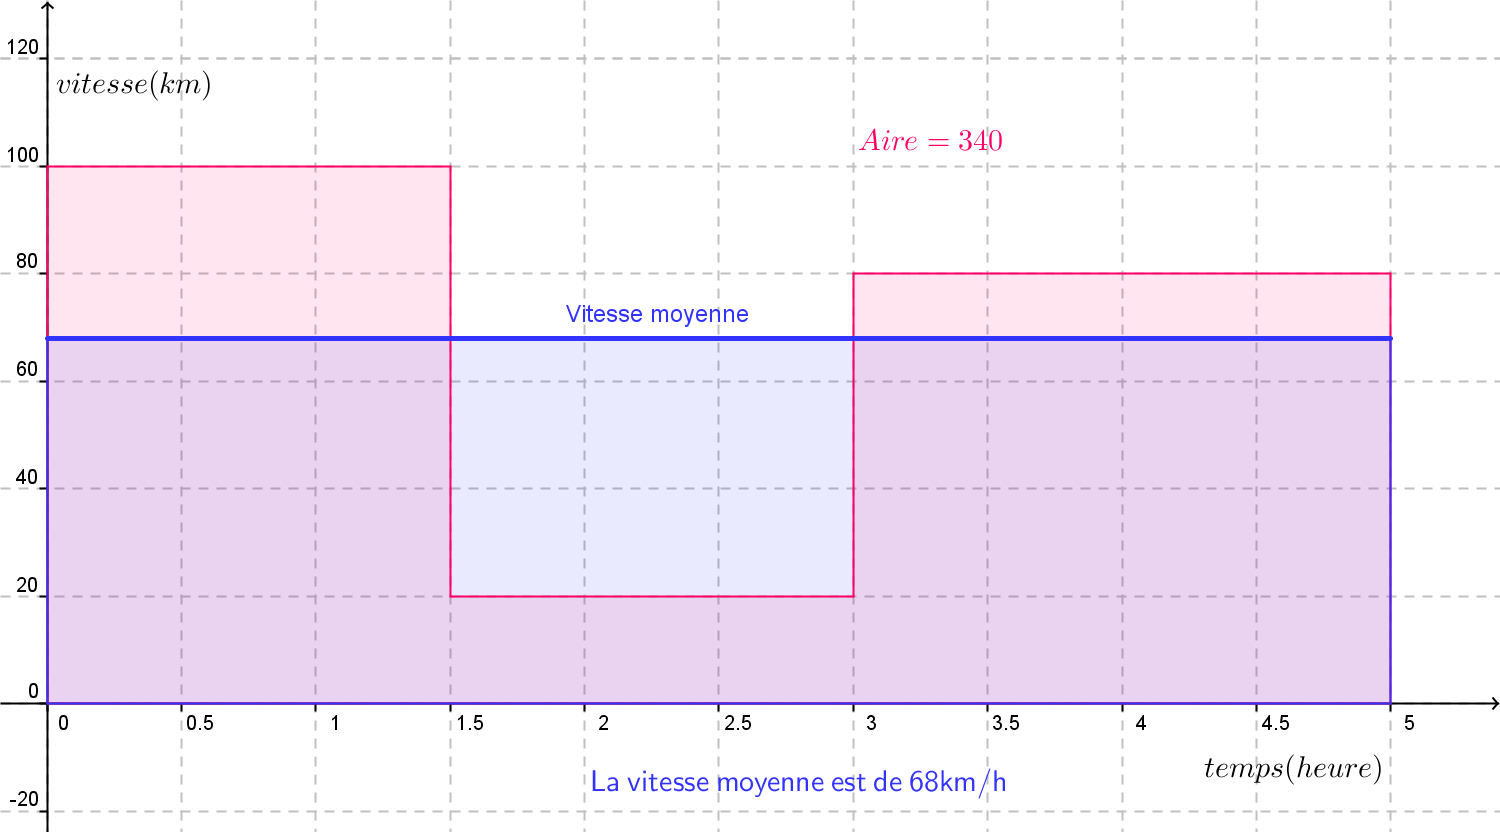 120
vitesse(km)
100
Aire = 340
80
Vitesse moyenne
60
40
20
0
0 0.5 1 1.5 2 2.5 3 3.5 4 4.5 5
temps(heure)
La vitesse moyenne est de 68km/h
-20